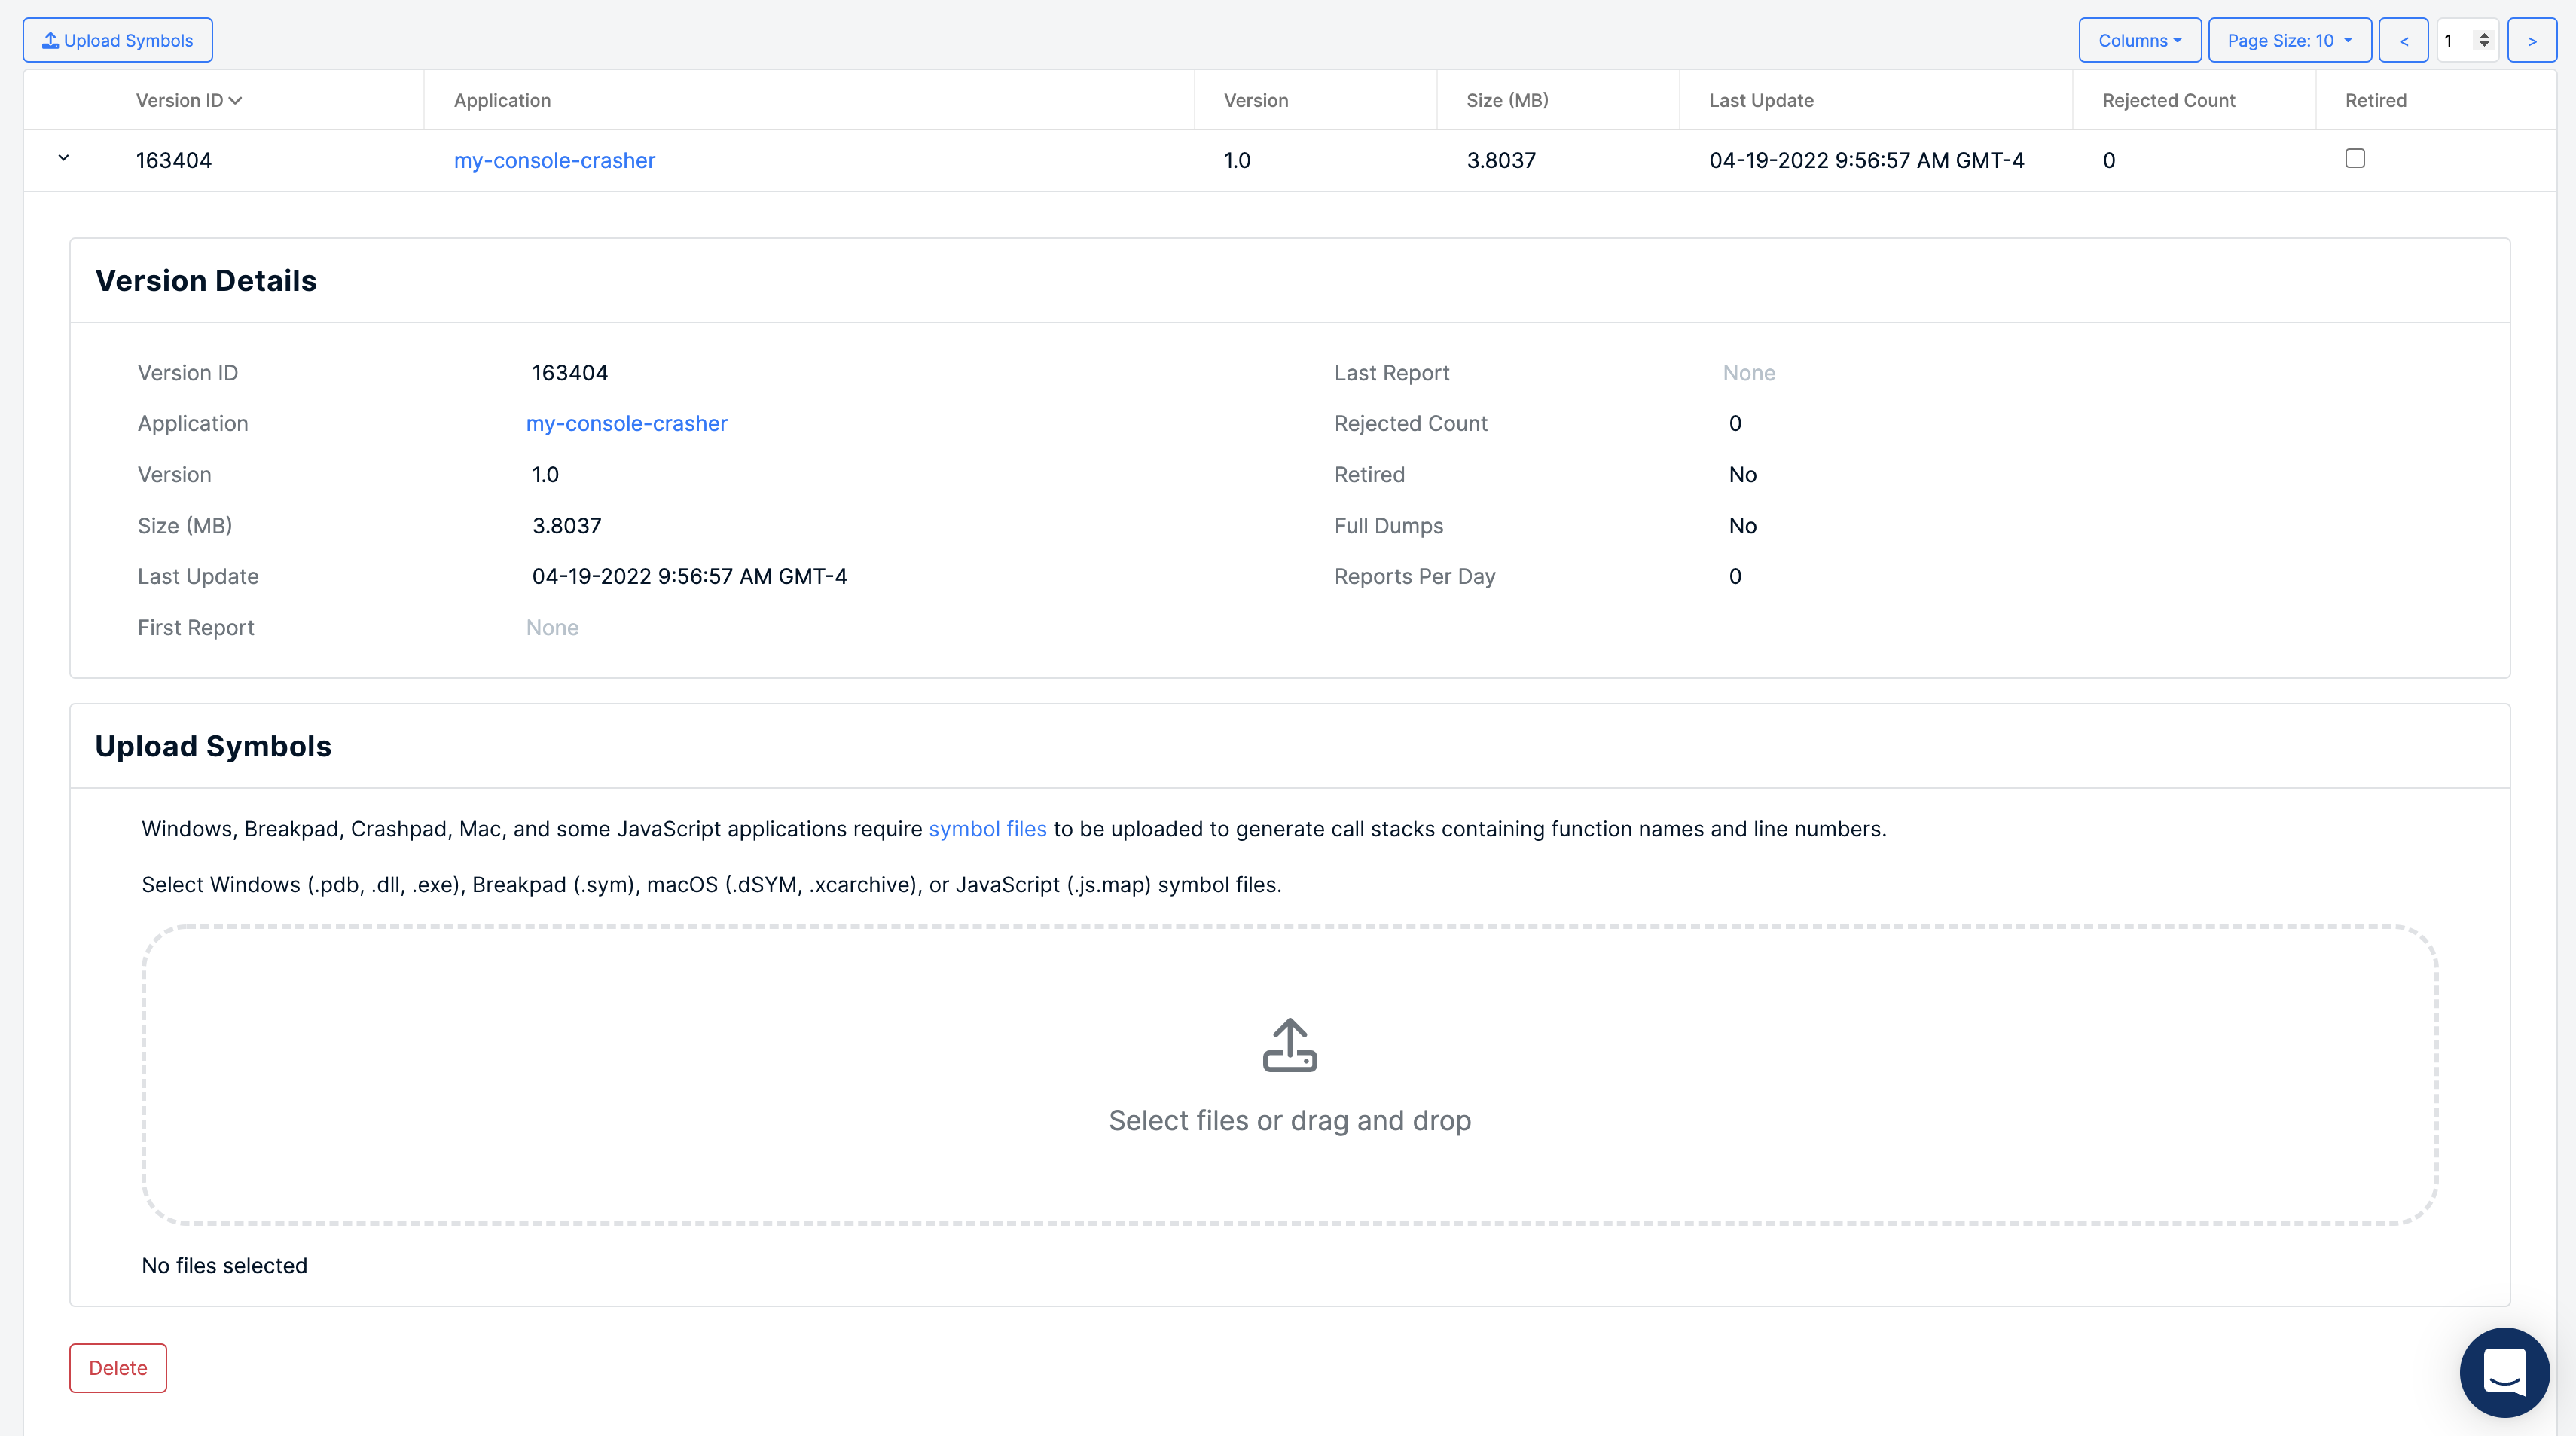 Upload Symbols
Columns
Page Size: 10
<
1
>
Version ID
Application
Version
Size (MB)
Last Update
Rejected Count
Retired
163404
my-console-crasher
1.0
3.8037
04-19-2022 9:56:57 AM GMT-4
0
Version Details
Version ID 163404
Application my-console-crasher
Version 1.0
Size (MB) 3.8037
Last Update 04-19-2022 9:56:57 AM GMT-4
First Report None
Last Report None
Rejected Count 0
Retired No
Full Dumps No
Reports Per Day 0
Upload Symbols
Windows, Breakpad, Crashpad, Mac, and some JavaScript applications require symbol files to be uploaded to generate call stacks containing function names and line numbers.
Select Windows (.pdb, .dll, .exe), Breakpad (.sym), macOS (.dSYM, .xcarchive), or JavaScript (.js.map) symbol files.
Select files or drag and drop
No files selected
Delete